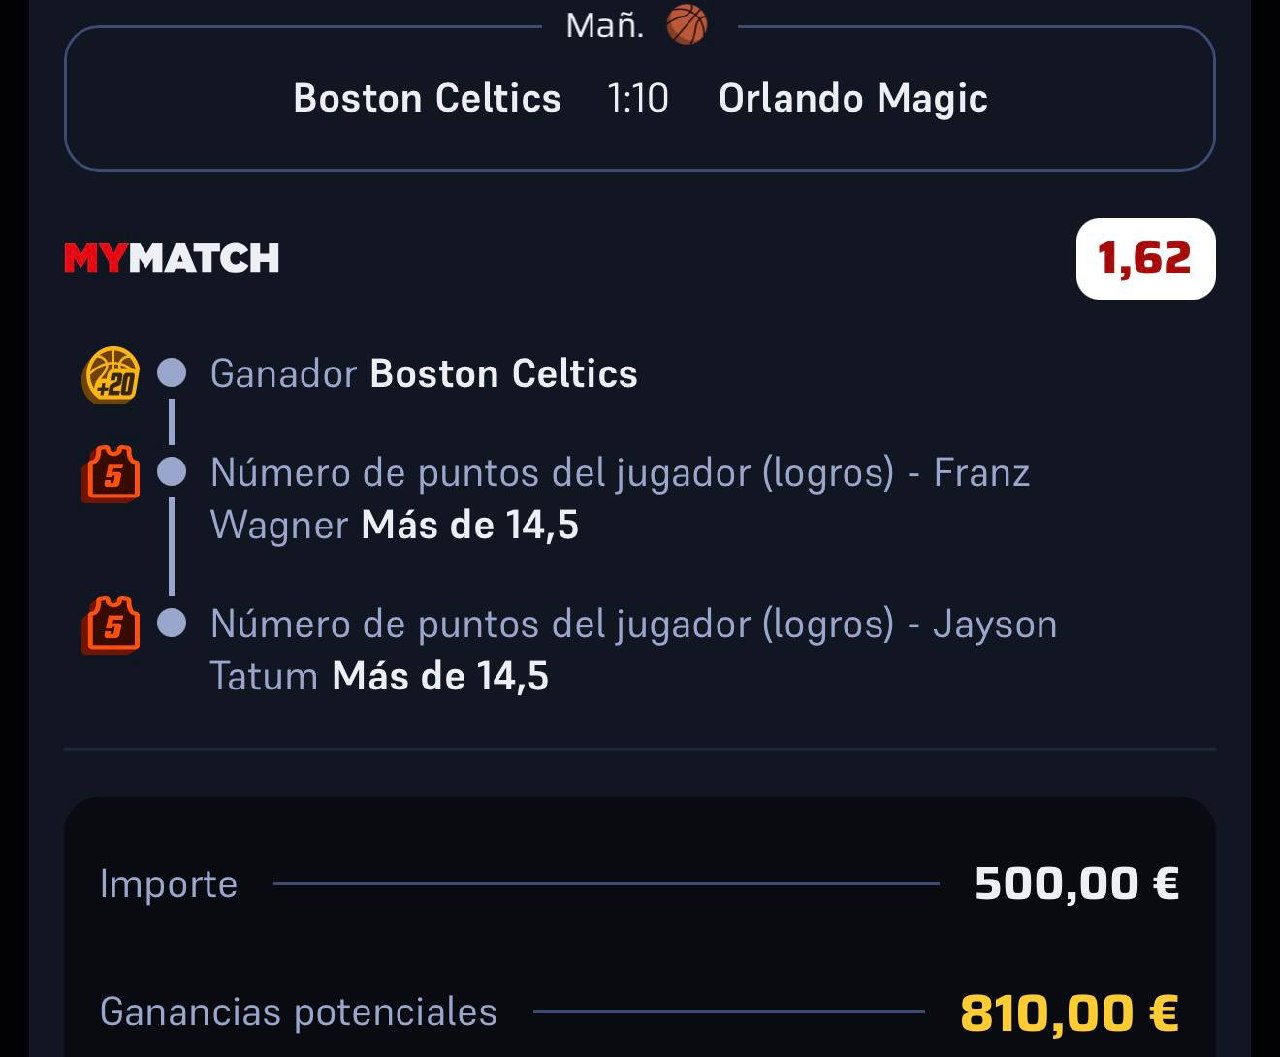 Mañ.
Boston Celtics 1:10 Orlando Magic
MYMATCH 1,62
+20 Ganador Boston Celtics
5 Número de puntos del jugador (logros) - Franz
Wagner Más de 14,5
5 Número de puntos del jugador (logros) - Jayson
Tatum Más de 14,5
Importe 500,00 €
Ganancias potenciales 810,00 €